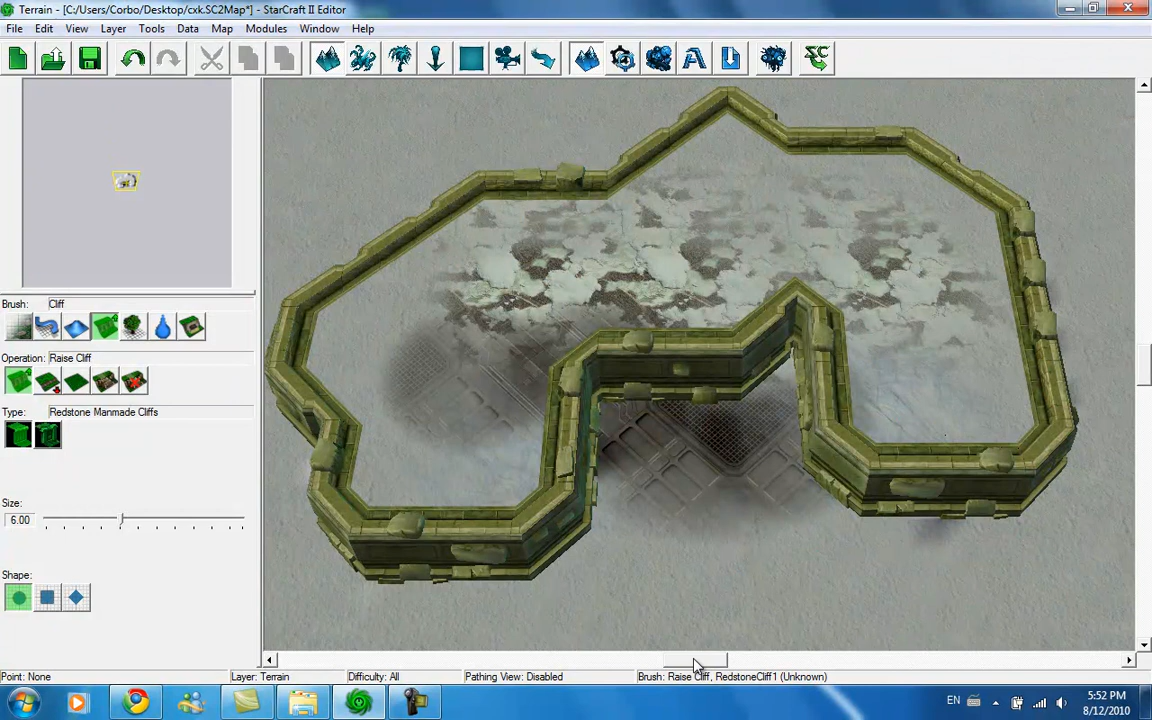 Terrain - [C:/Users/Corbo/Desktop/cxk.SC2Map*] - StarCraft II Editor
File Edit View Layer Tools Data Map Modules Window Help
Brush: Cliff
Operation: Raise Cliff
Type: Redstone Manmade Cliffs
Size:
6.00
Shape:
Point: None Layer: Terrain Difficulty: All Pathing View: Disabled Brush: Raise Cliff, RedstoneCliff1 (Unknown)
EN 5:52 PM
8/12/2010